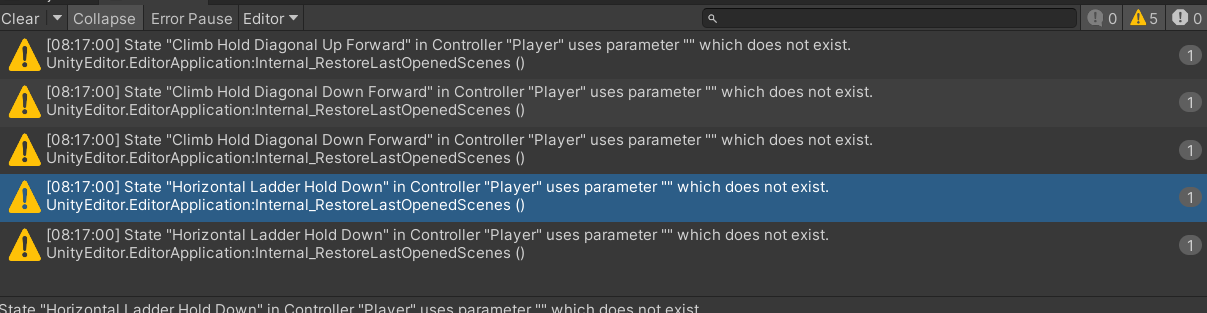 Clear Collapse Error Pause Editor 0 5 0
[08:17:00] State "Climb Hold Diagonal Up Forward" in Controller "Player" uses parameter "" which does not exist.
UnityEditor.EditorApplication:Internal_RestoreLastOpenedScenes () 1
[08:17:00] State "Climb Hold Diagonal Down Forward" in Controller "Player" uses parameter "" which does not exist.
UnityEditor.EditorApplication:Internal_RestoreLastOpenedScenes () 1
[08:17:00] State "Climb Hold Diagonal Down Forward" in Controller "Player" uses parameter "" which does not exist.
UnityEditor.EditorApplication:Internal_RestoreLastOpenedScenes () 1
[08:17:00] State "Horizontal Ladder Hold Down" in Controller "Player" uses parameter "" which does not exist.
UnityEditor.EditorApplication:Internal_RestoreLastOpenedScenes () 1
[08:17:00] State "Horizontal Ladder Hold Down" in Controller "Player" uses parameter "" which does not exist.
UnityEditor.EditorApplication:Internal_RestoreLastOpenedScenes () 1
State "Horizontal Ladder Hold Down" in Controller "Player" uses parameter "" which does not exist